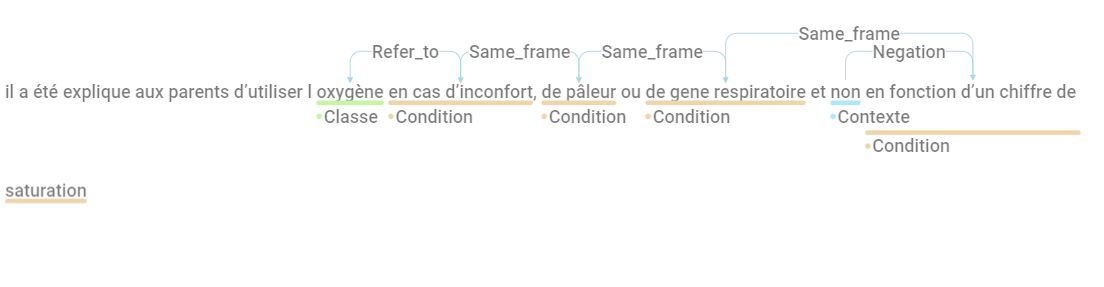 Same_frame
Refer_to Same_frame Same_frame Negation
il a été explique aux parents d'utiliser l oxygène en cas d'inconfort, de pâleur ou de gene respiratoire et non en fonction d'un chiffre de
Classe Condition Condition Condition Contexte
Condition
saturation